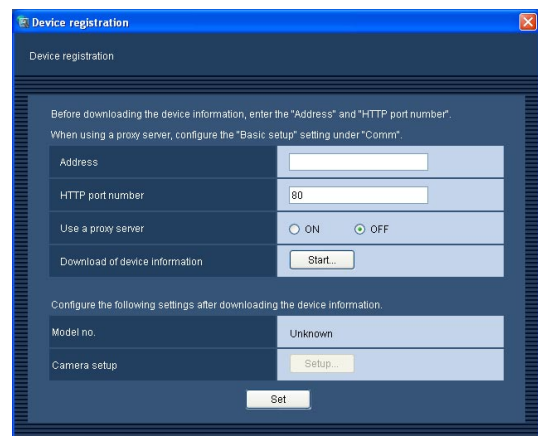 Device registration
Device registration
Before downloading the device information, enter the "Address" and "HTTP port number".
When using a proxy server, configure the "Basic setup" setting under "Comm".
Address
HTTP port number 80
Use a proxy server ON OFF
Download of device information Start...
Configure the following settings after downloading the device information.
Model no. Unknown
Camera setup Setup...
Set